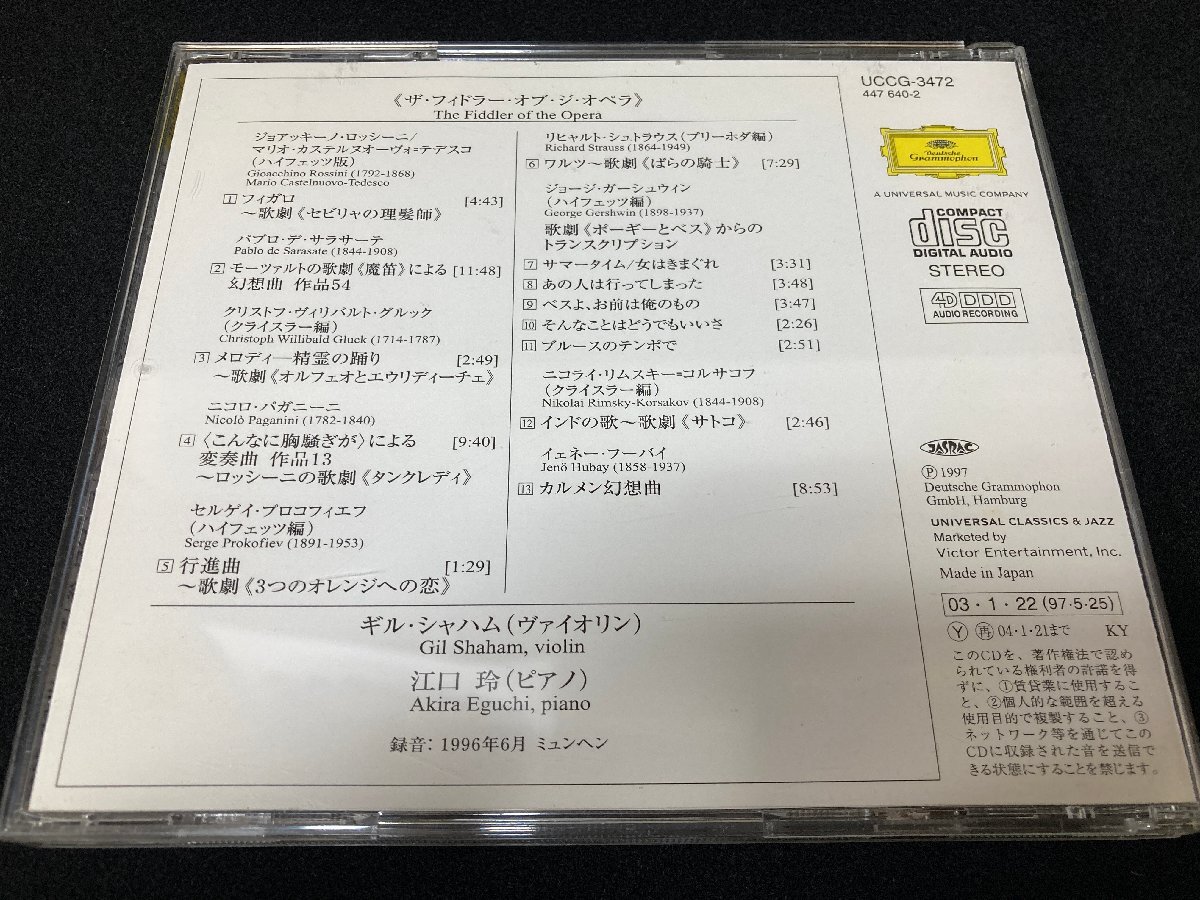 《ザ・フィドラー・オブ・ジ・オペラ》
The Fiddler of the Opera
ジョアッキーノ・ロッシーニ/
マリオ・カステルヌオーヴォ=テデスコ
(ハイフェッツ版)
Gioacchino Rossini (1792-1868)
Mario Castelnuovo-Tedesco
1 フィガロ [4:43]
〜歌劇《セビリャの理髪師》
パブロ・デ・サラサーテ
Pablo de Sarasate (1844-1908)
2 モーツァルトの歌劇《魔笛》による [11:48]
幻想曲 作品54
クリストフ・ヴィリバルト・グルック
(クライスラー編)
Christoph Willibald Gluck (1714-1787)
3 メロディ―精霊の踊り [2:49]
〜歌劇《オルフェオとエウリディーチェ》
ニコロ・パガニーニ
Nicolò Paganini (1782-1840)
4 〈こんなに胸騒ぎが〉による [9:40]
変奏曲 作品13
〜ロッシーニの歌劇《タンクレディ》
セルゲイ・プロコフィエフ
(ハイフェッツ編)
Serge Prokofiev (1891-1953)
5 行進曲 [1:29]
〜歌劇《3つのオレンジへの恋》
リヒャルト・シュトラウス(プリーホダ編)
Richard Strauss (1864-1949)
6 ワルツ〜歌劇《ばらの騎士》 [7:29]
ジョージ・ガーシュウィン
(ハイフェッツ編)
George Gershwin (1898-1937)
歌劇《ポーギーとベス》からの
トランスクリプション
7 サマータイム/女はきまぐれ [3:31]
8 あの人は行ってしまった [3:48]
9 ベスよ、お前は俺のもの [3:47]
10 そんなことはどうでもいいさ [2:26]
11 ブルースのテンポで [2:51]
ニコライ・リムスキー=コルサコフ
(クライスラー編)
Nikolai Rimsky-Korsakov (1844-1908)
12 インドの歌〜歌劇《サトコ》 [2:46]
イェネー・フーバイ
Jenö Hubay (1858-1937)
13 カルメン幻想曲 [8:53]
ギル・シャハム(ヴァイオリン)
Gil Shaham, violin
江口 玲(ピアノ)
Akira Eguchi, piano
録音: 1996年6月 ミュンヘン
UCCG-3472
447 640-2
Deutsche
Grammophon
A UNIVERSAL MUSIC COMPANY
COMPACT
disc
DIGITAL AUDIO
STEREO
4D DDD
AUDIO RECORDING
JASRAC
Ⓟ 1997
Deutsche Grammophon
GmbH, Hamburg
UNIVERSAL CLASSICS & JAZZ
Marketed by
Victor Entertainment, Inc.
Made in Japan
03・1・22 (97・5・25)
Ⓨ 再 04・1・21まで KY
このCDを、著作権法で認め
られている権利者の許諾を得
ずに、①賃貸業に使用するこ
と、②個人的な範囲を超える
使用目的で複製すること、③
ネットワーク等を通じてこの
CDに収録された音を送信で
きる状態にすることを禁じます。